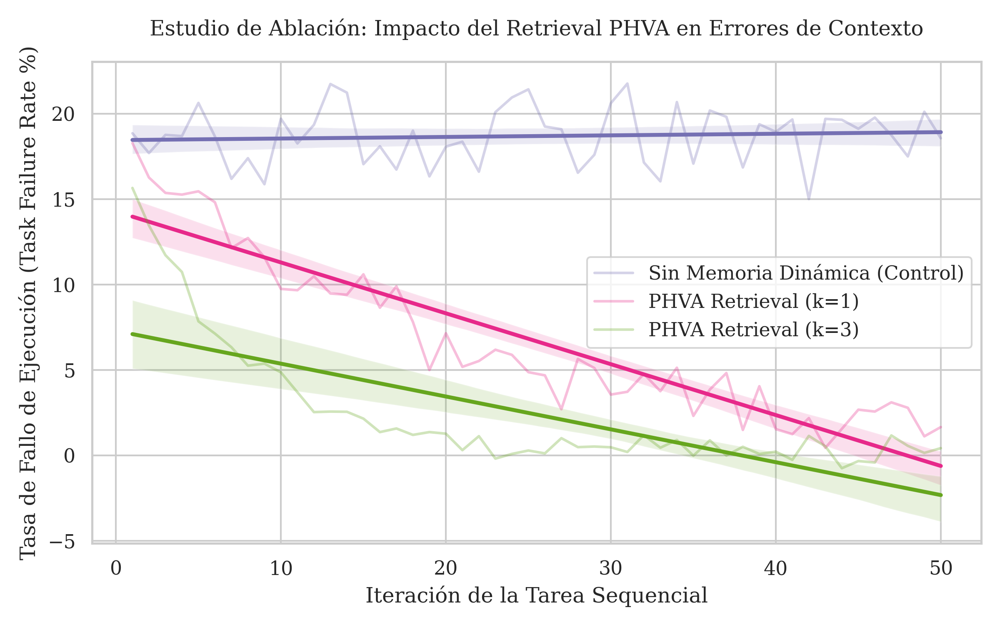 Estudio de Ablación: Impacto del Retrieval PHVA en Errores de Contexto
Tasa de Fallo de Ejecución (Task Failure Rate %)
20
15
10
5
0
−5
Sin Memoria Dinámica (Control)
PHVA Retrieval (k=1)
PHVA Retrieval (k=3)
0 10 20 30 40 50
Iteración de la Tarea Sequencial